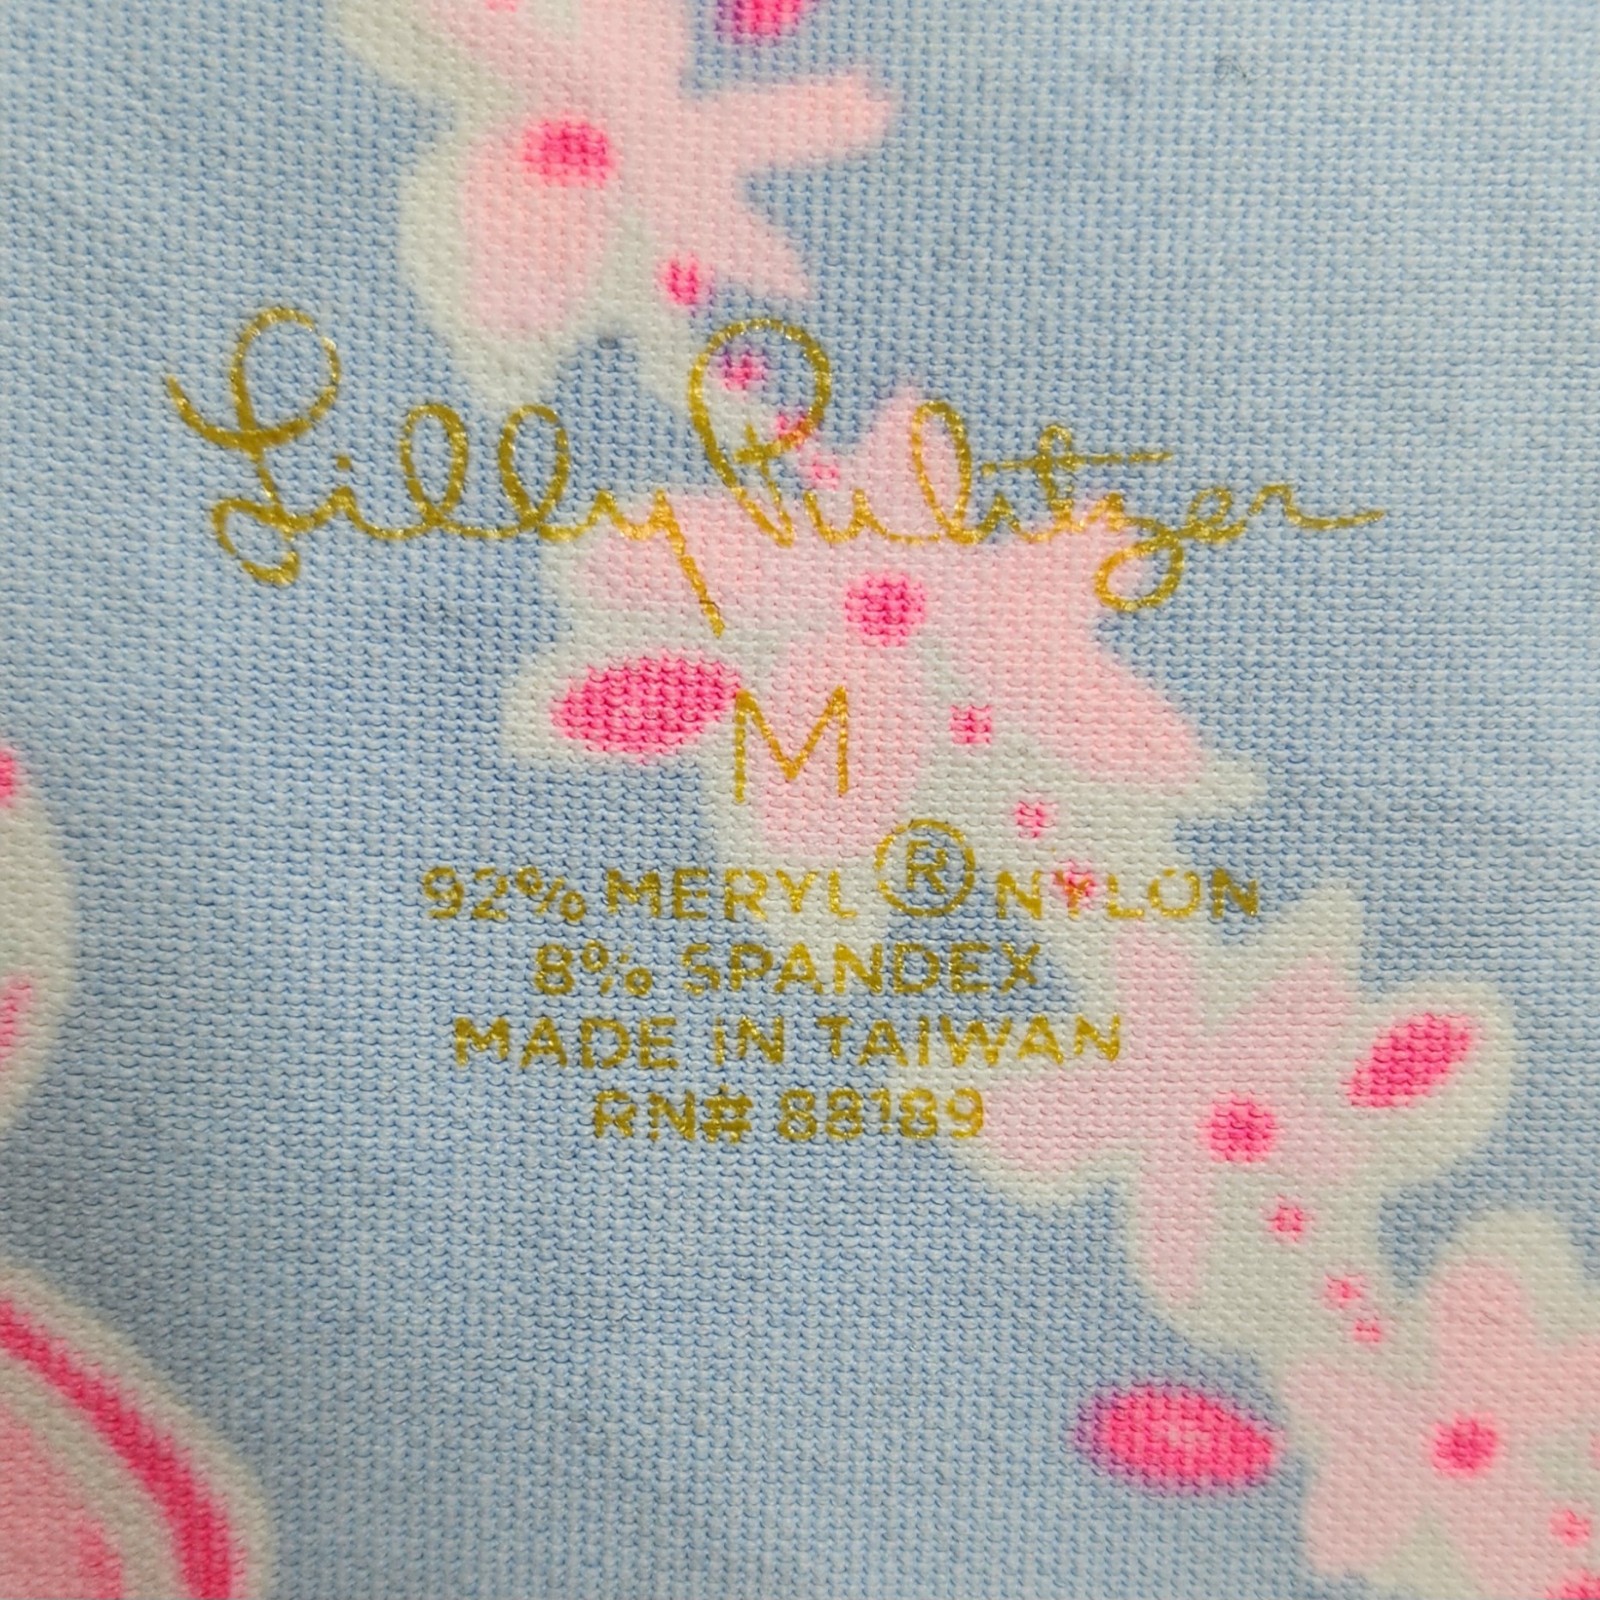 Lilly Pulitzer
M
92% MERYL® NYLON
8% SPANDEX
MADE IN TAIWAN
RN# 88189